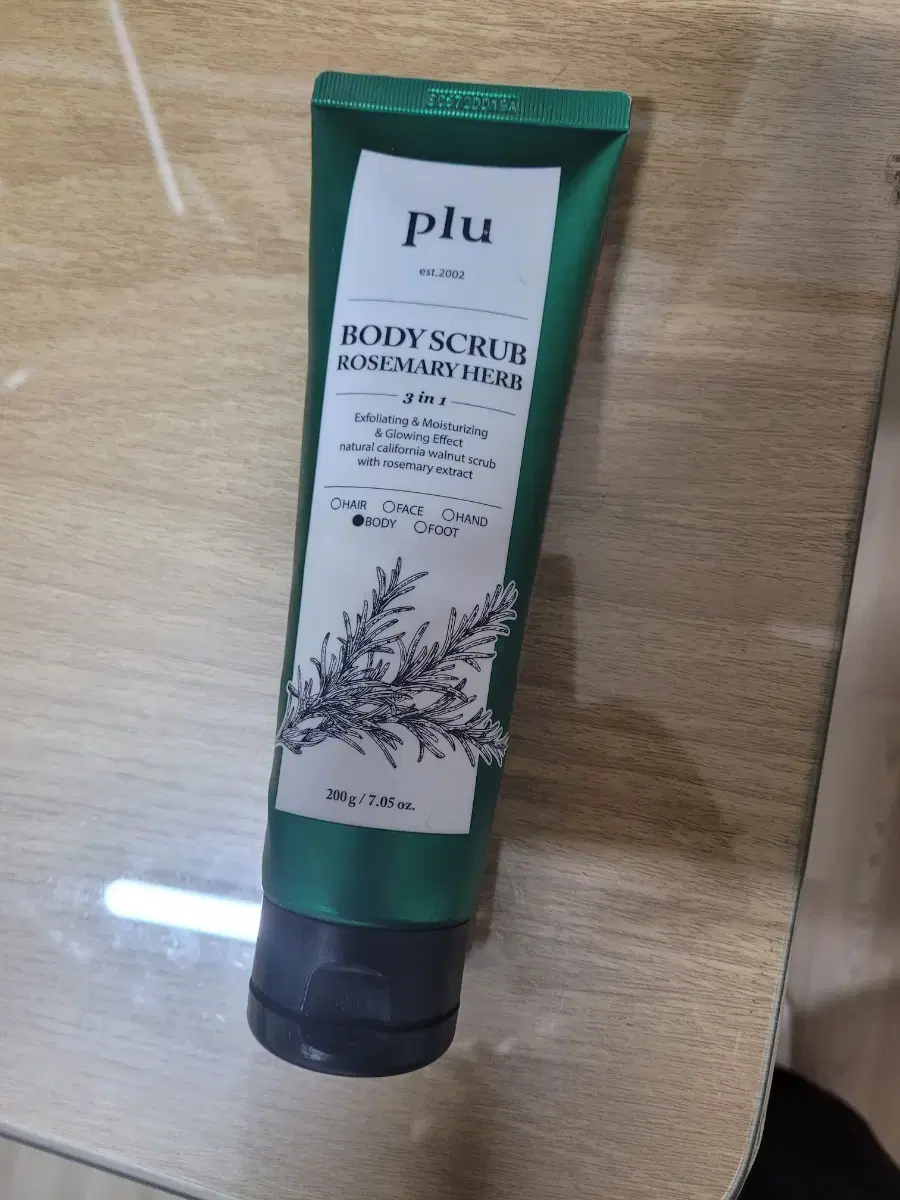 plu
est.2002
BODY SCRUB
ROSEMARY HERB
3 in 1
Exfoliating & Moisturizing
& Glowing Effect
natural california walnut scrub
with rosemary extract
HAIR FACE HAND
BODY FOOT
200g / 7.05 oz.